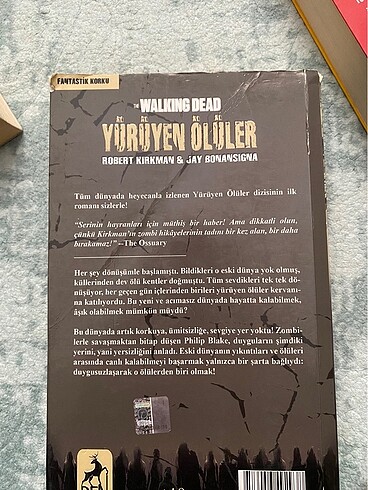 FANTASTİK KORKU
THE WALKING DEAD
YÜRÜYEN ÖLÜLER
ROBERT KIRKMAN & JAY BONANSIGNA
Tüm dünyada heyecanla izlenen Yürüyen Ölüler dizisinin ilk
romanı sizlerle!
"Serinin hayranları için müthiş bir haber! Ama dikkatli olun,
çünkü Kirkman'ın zombi hikâyelerinin tadını bir kez alan, bir daha
bırakamaz!" --The Ossuary
Her şey dönüşümle başlamıştı. Bildikleri o eski dünya yok olmuş,
küllerinden dev ölü kentler doğmuştu. Tüm sevdikleri tek tek dö-
nüşüyor, her geçen gün içlerinden birileri yürüyen ölüler kervanı-
na katılıyordu. Bu yeni ve acımasız dünyada hayatta kalabilmek,
âşık olabilmek mümkün müydü?
Bu dünyada artık korkuya, ümitsizliğe, sevgiye yer yoktu! Zombi-
lerle savaşmaktan bitap düşen Philip Blake, duyguların şimdiki
yerini, yani yersizliğini anladı. Eski dünyanın yıkıntıları ve ölüleri
arasında canlı kalabilmeyi başarmak yalnızca bir şarta bağlıydı:
duygusuzlaşarak o ölülerden biri olmak!